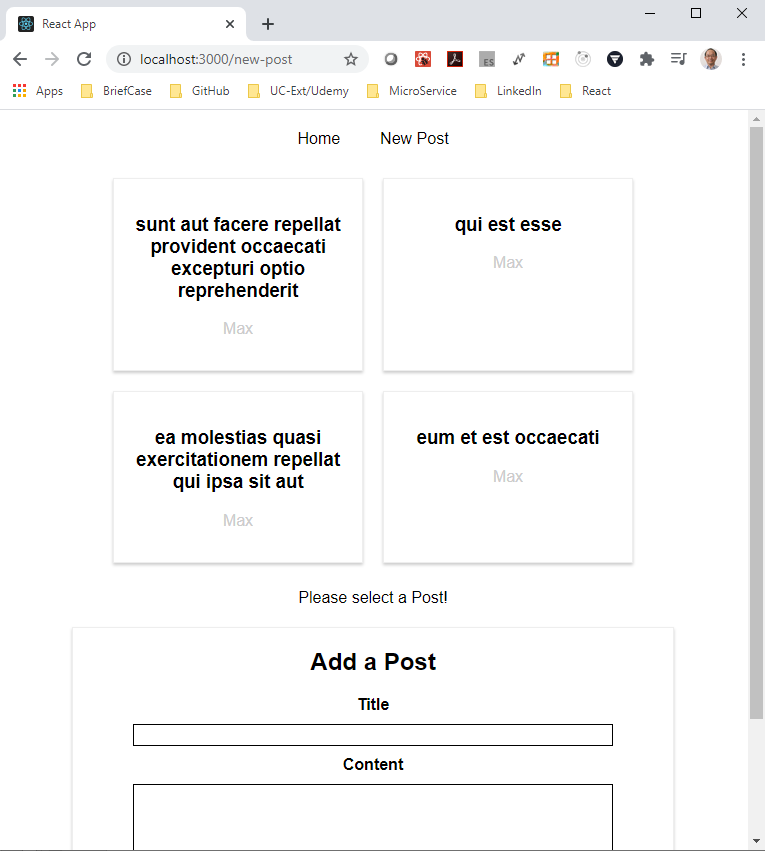 React App
localhost:3000/new-post
ES
Apps BriefCase GitHub UC-Ext/Udemy MicroService LinkedIn React
Home New Post
sunt aut facere repellat
provident occaecati
excepturi optio
reprehenderit
Max
qui est esse
Max
ea molestias quasi
exercitationem repellat
qui ipsa sit aut
Max
eum et est occaecati
Max
Please select a Post!
Add a Post
Title
Content